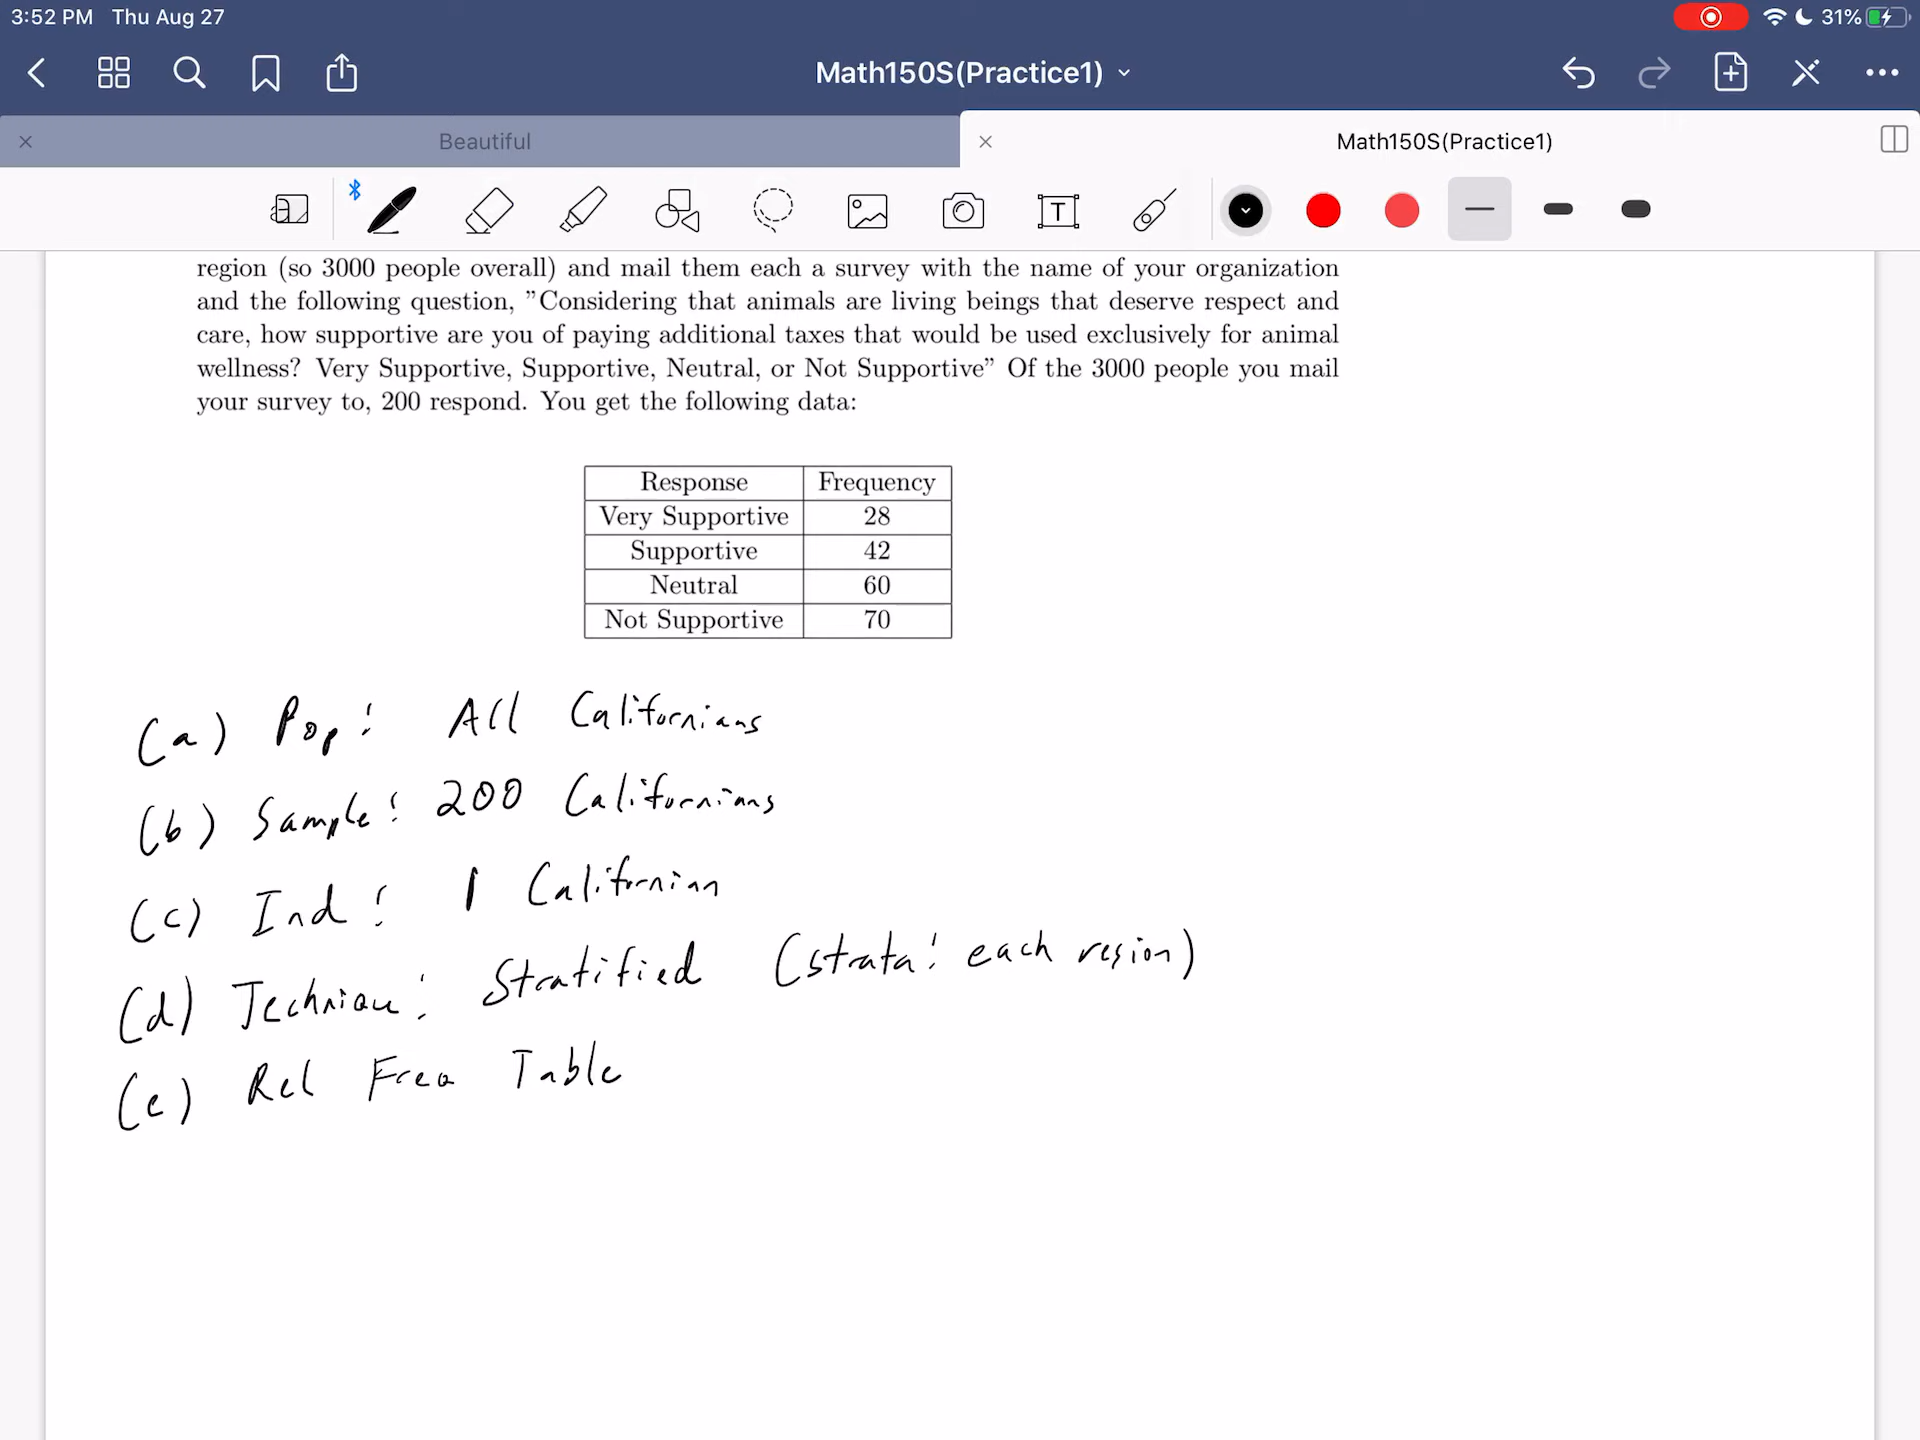 3:52 PM Thu Aug 27
31%
Math150S(Practice1)
Beautiful
Math150S(Practice1)
region (so 3000 people overall) and mail them each a survey with the name of your organization
and the following question, ”Considering that animals are living beings that deserve respect and
care, how supportive are you of paying additional taxes that would be used exclusively for animal
wellness? Very Supportive, Supportive, Neutral, or Not Supportive” Of the 3000 people you mail
your survey to, 200 respond. You get the following data:
Response Frequency
Very Supportive 28
Supportive 42
Neutral 60
Not Supportive 70
(a) Pop: All Californians
(b) Sample: 200 Californians
(c) Ind: 1 Californian
(d) Technique: Stratified (strata: each region)
(e) Rel Freq Table